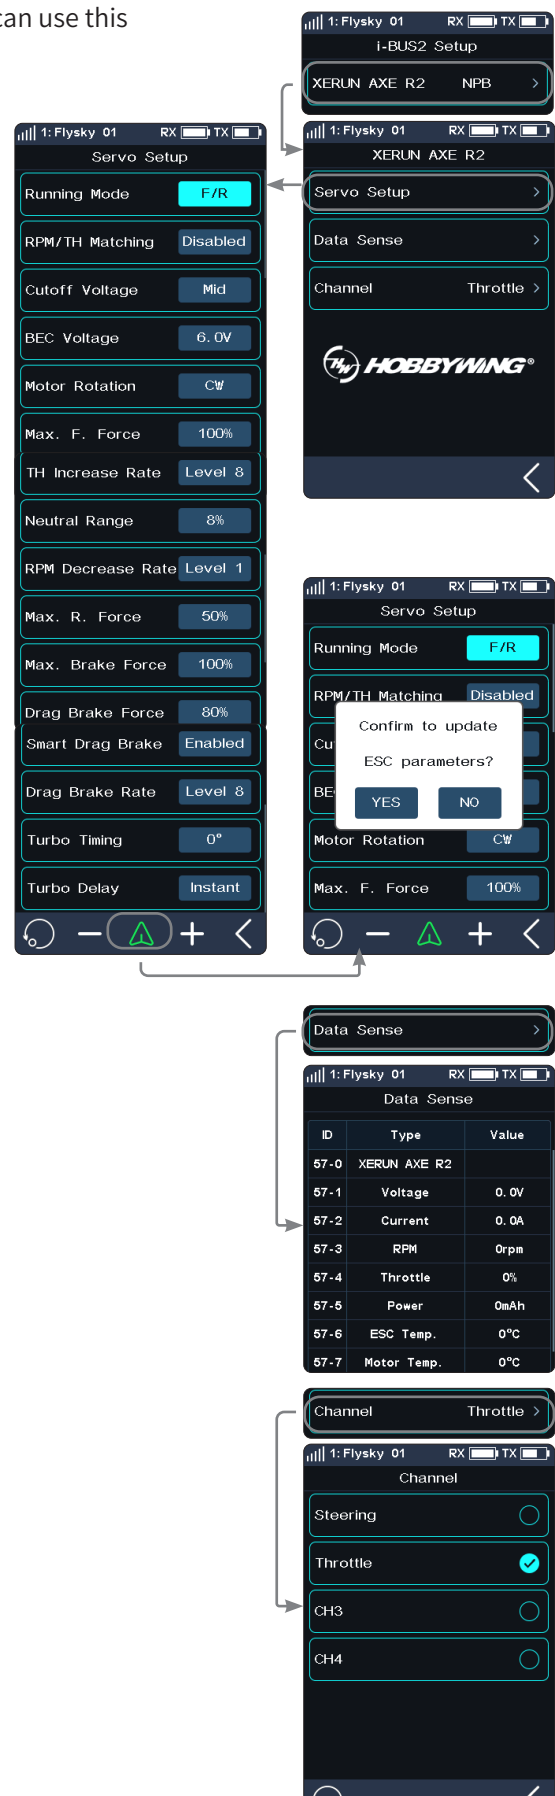 can use this
1: Flysky 01 RX TX
i-BUS2 Setup
XERUN AXE R2 NPB >
1: Flysky 01 RX TX
XERUN AXE R2
Servo Setup >
Data Sense >
Channel Throttle >
HW HOBBYWING®
1: Flysky 01 RX TX
Servo Setup
Running Mode F/R
RPM/TH Matching Disabled
Cutoff Voltage Mid
BEC Voltage 6.0V
Motor Rotation CW
Max. F. Force 100%
TH Increase Rate Level 8
Neutral Range 8%
RPM Decrease Rate Level 1
Max. R. Force 50%
Max. Brake Force 100%
Drag Brake Force 80%
Smart Drag Brake Enabled
Drag Brake Rate Level 8
Turbo Timing 0°
Turbo Delay Instant
1: Flysky 01 RX TX
Servo Setup
Running Mode F/R
RPM/TH Matching Disabled
Cu
Confirm to update
ESC parameters?
BE
YES NO
Motor Rotation CW
Max. F. Force 100%
Data Sense >
1: Flysky 01 RX TX
Data Sense
ID Type Value
57-0 XERUN AXE R2
57-1 Voltage 0.0V
57-2 Current 0.0A
57-3 RPM 0rpm
57-4 Throttle 0%
57-5 Power 0mAh
57-6 ESC Temp. 0°C
57-7 Motor Temp. 0°C
Channel Throttle >
1: Flysky 01 RX TX
Channel
Steering
Throttle
CH3
CH4